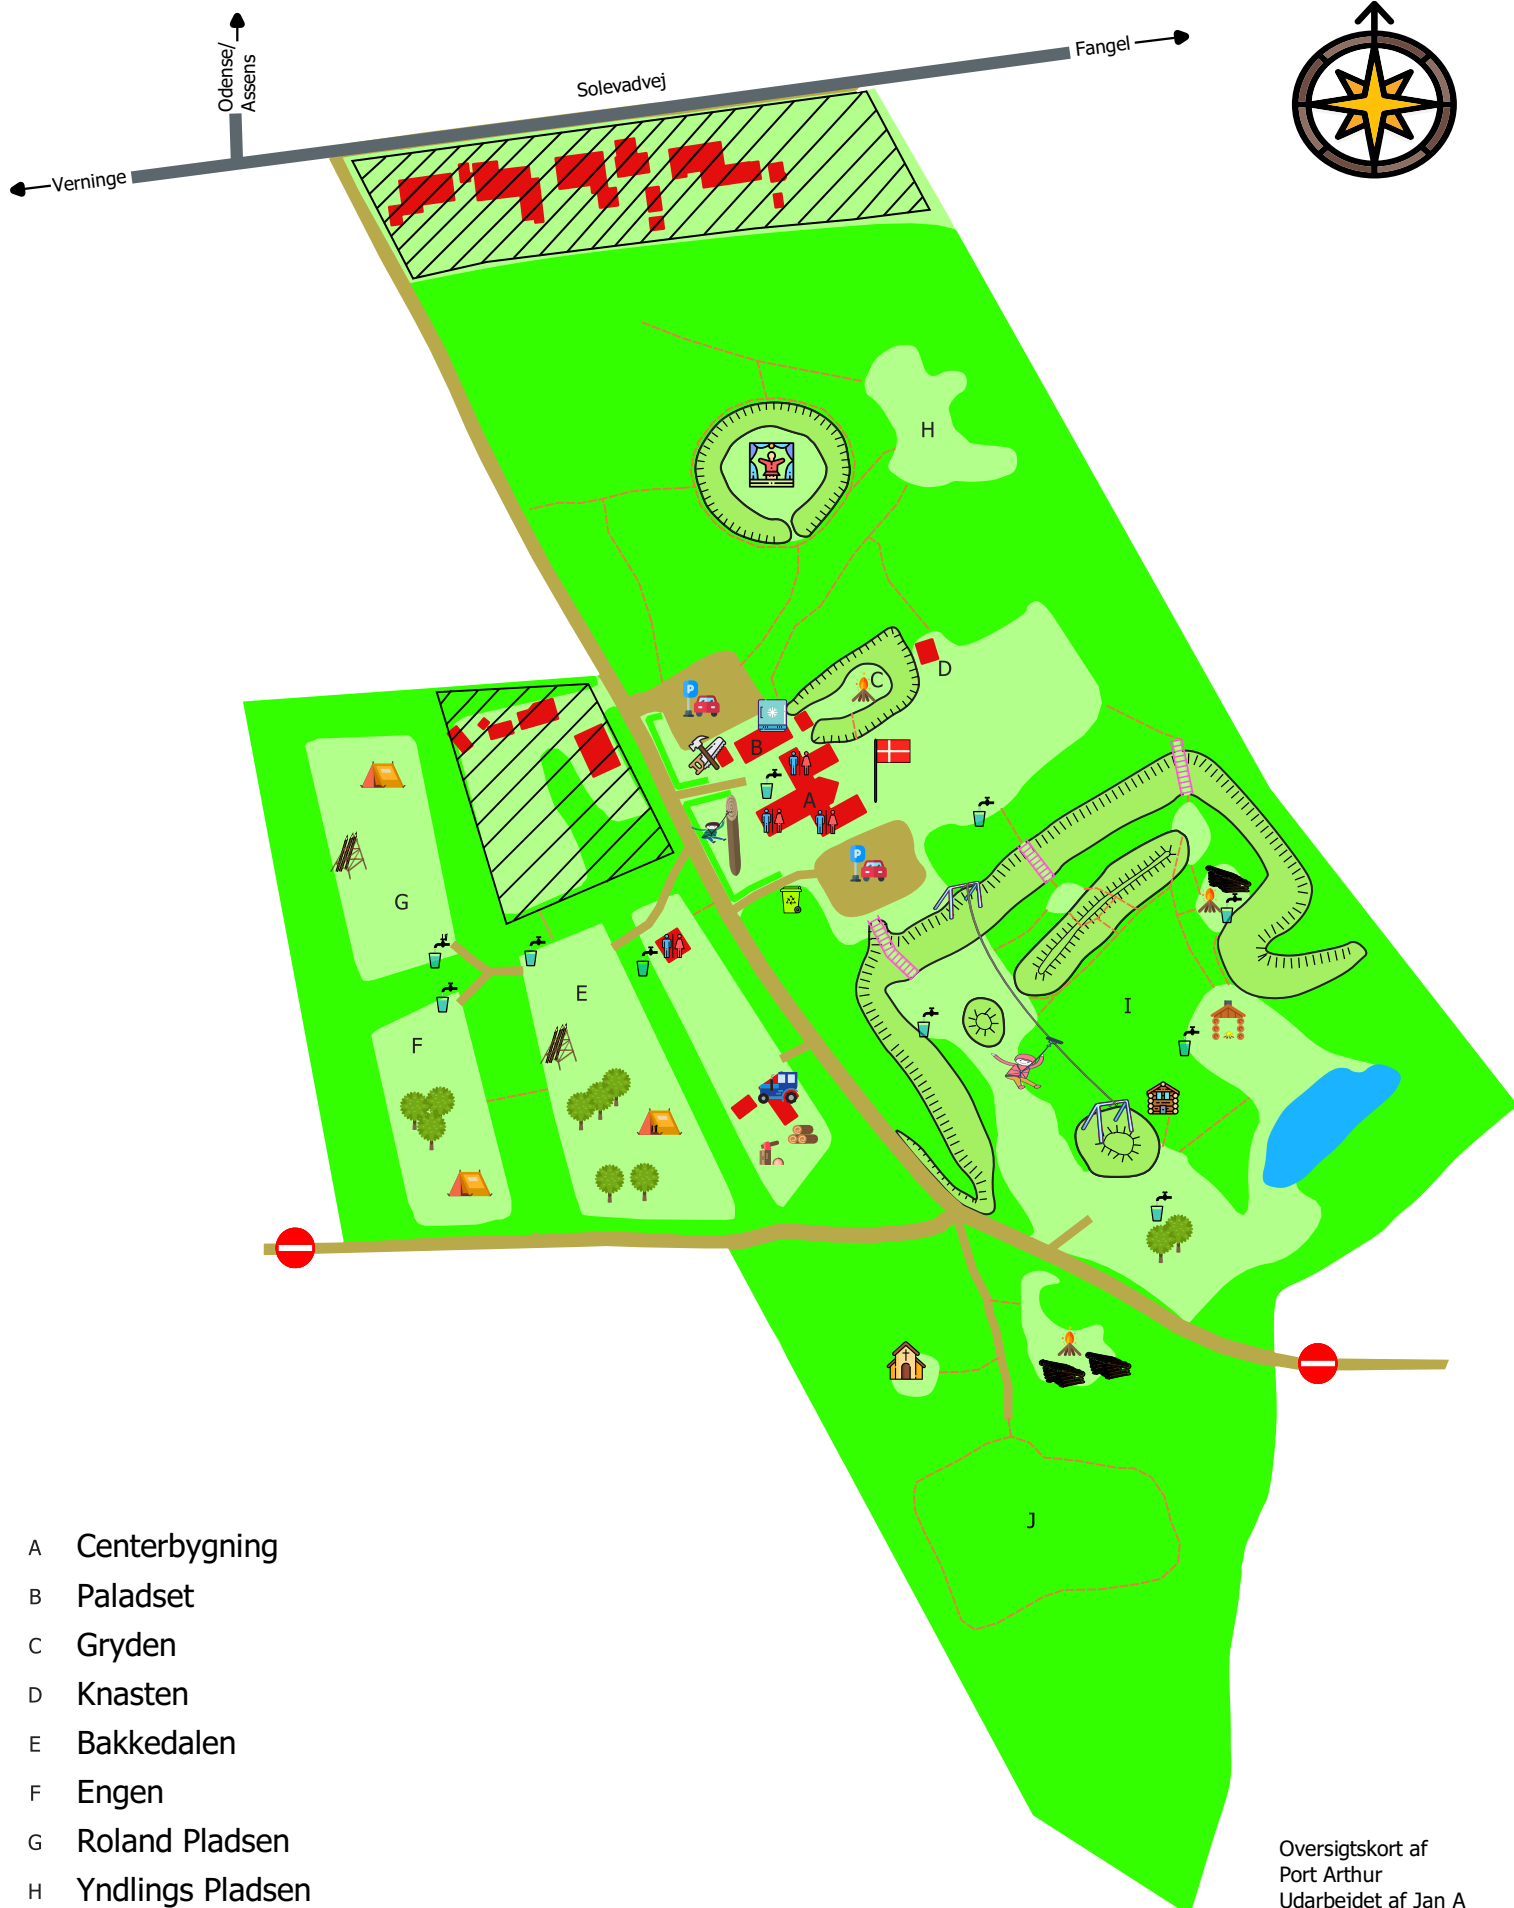 Odense/
Assens
Solevadvej
Fangel
Verninge
H
C
D
B
P
A
P
G
E
F
I
J
A Centerbygning
B Paladset
C Gryden
D Knasten
E Bakkedalen
F Engen
G Roland Pladsen
H Yndlings Pladsen
Oversigtskort af
Port Arthur
Udarbejdet af Jan A